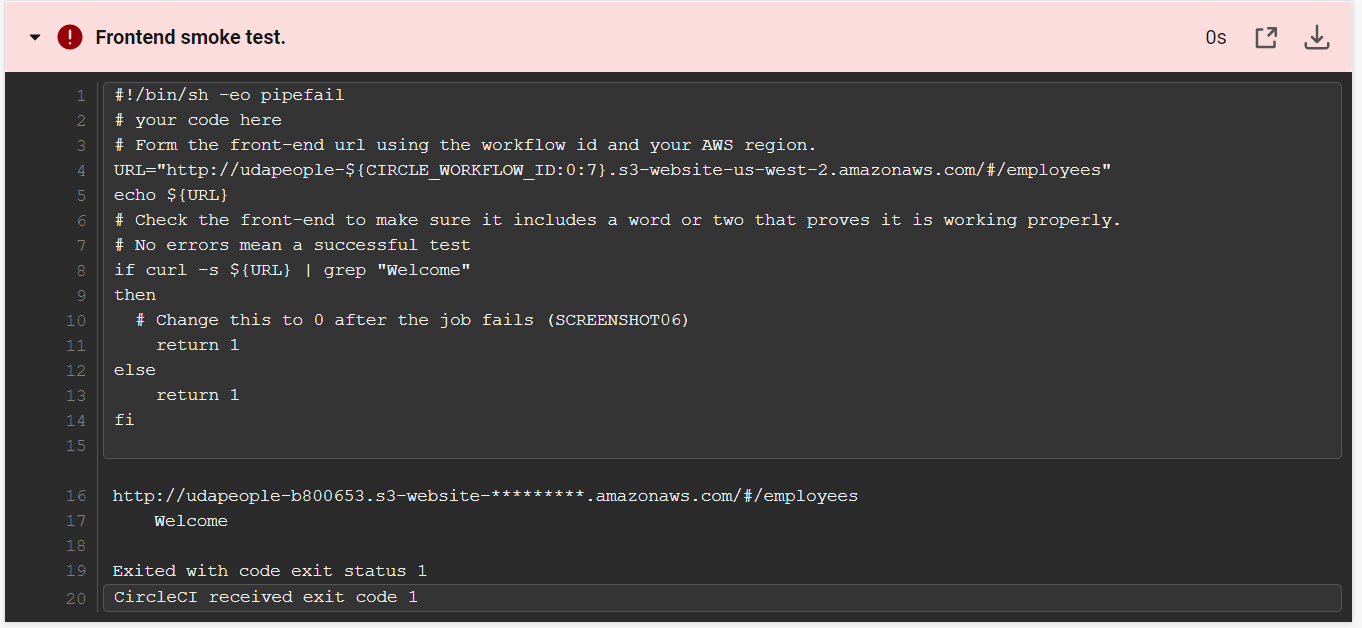 Frontend smoke test.
0s
1 #!/bin/sh -eo pipefail
2 # your code here
3 # Form the front-end url using the workflow id and your AWS region.
4 URL="http://udapeople-${CIRCLE_WORKFLOW_ID:0:7}.s3-website-us-west-2.amazonaws.com/#/employees"
5 echo ${URL}
6 # Check the front-end to make sure it includes a word or two that proves it is working properly.
7 # No errors mean a successful test
8 if curl -s ${URL} | grep "Welcome"
9 then
10 # Change this to 0 after the job fails (SCREENSHOT06)
11 return 1
12 else
13 return 1
14 fi
15
16 http://udapeople-b800653.s3-website-*********.amazonaws.com/#/employees
17 Welcome
18
19 Exited with code exit status 1
20 CircleCI received exit code 1